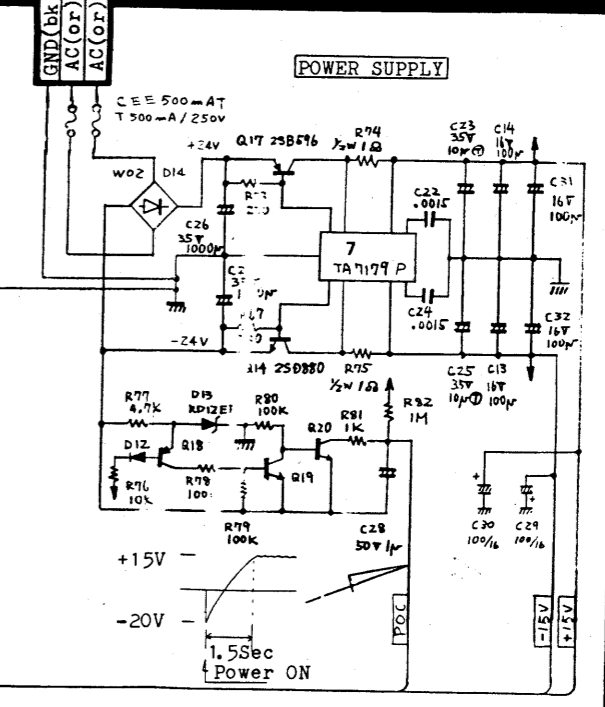 GND(bk
AC(or)
AC(or)
POWER SUPPLY
CEE 500mAT
T 500mA/250V
+24V
Q17 2SB596
R74
½W 1Ω
C23
35V
10μ Ⓣ
C14
16V
100μ
W02
D14
C26
35V
1000μ
C22
.0015
C31
16V
100μ
7
TA7179P
C24
.0015
C32
16V
100μ
-24V
2SD880
R75
½W 1Ω
C25
35V
10μ Ⓣ
C13
16V
100μ
R77
4.7K
D13
RD12E1
R80
100K
Q20
R81
1K
R82
1M
D12
Q18
Q19
R76
10K
R78
R79
100K
C28
50V 1μ
C30
100/16
C29
100/16
+15V
-20V
1.5Sec
Power ON
POC
-15V
+15V